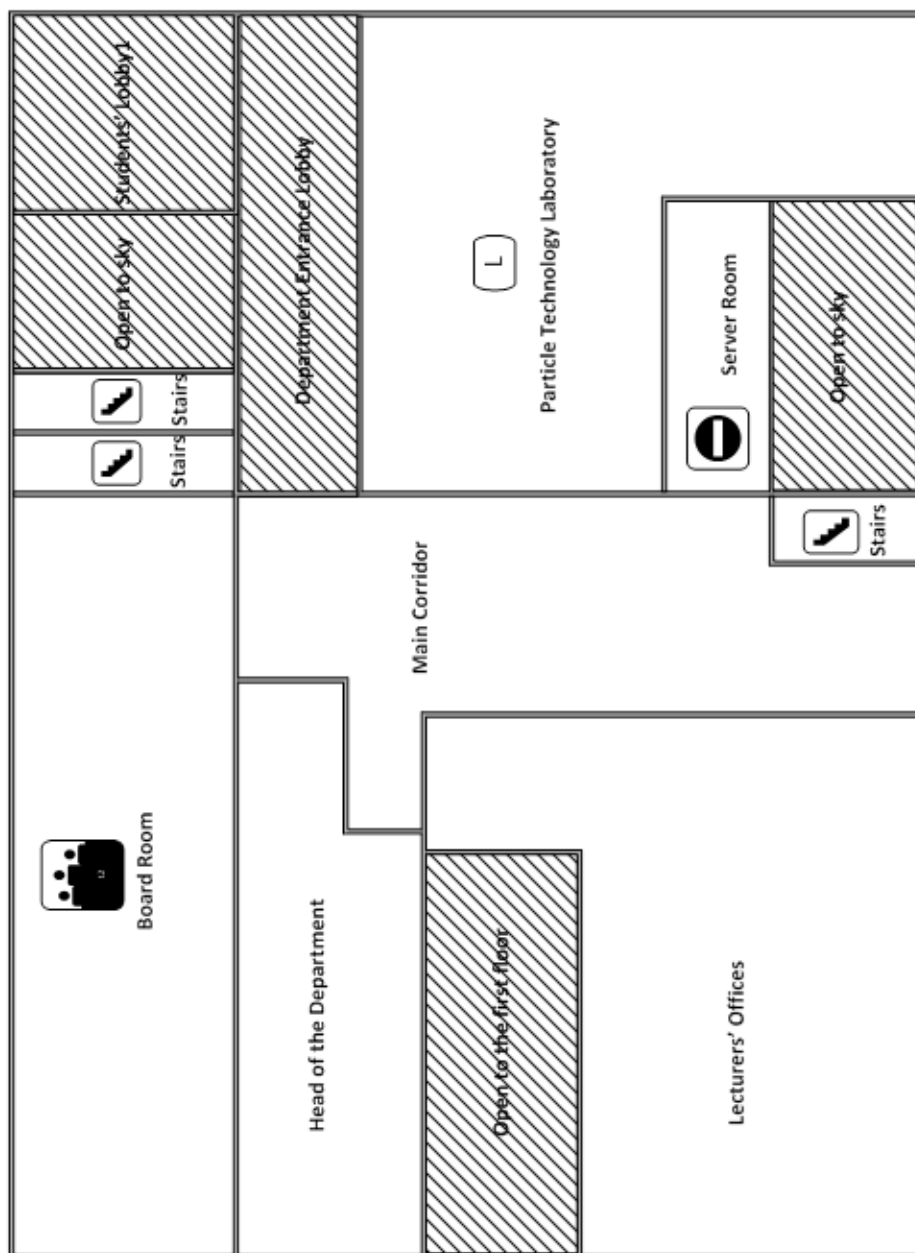 Students' Lobby1
Open to sky
Stairs
Stairs
Board Room
12
Department Entrance Lobby
Main Corridor
Head of the Department
L
Particle Technology Laboratory
Open to the first floor
Server Room
Open to sky
Stairs
Lecturers' Offices